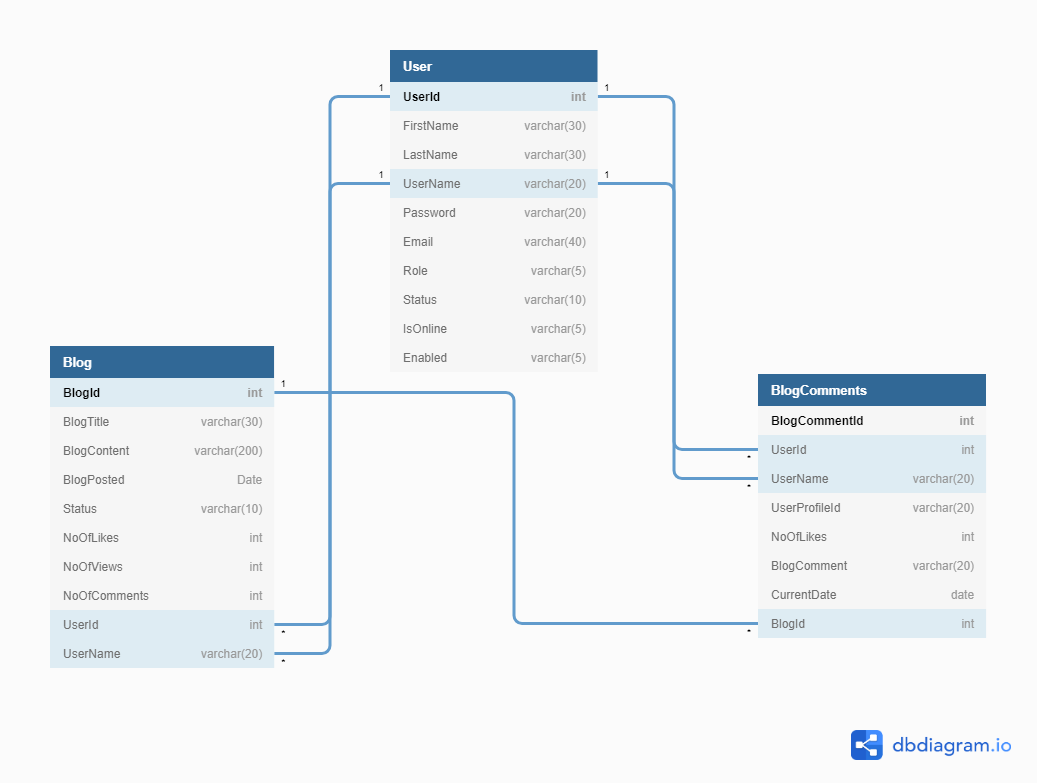 User
1
UserId int
1
FirstName varchar(30)
LastName varchar(30)
1
UserName varchar(20)
1
Password varchar(20)
Email varchar(40)
Role varchar(5)
Status varchar(10)
IsOnline varchar(5)
Enabled varchar(5)
Blog
BlogId int
1
BlogTitle varchar(30)
BlogContent varchar(200)
BlogPosted Date
Status varchar(10)
NoOfLikes int
NoOfViews int
NoOfComments int
UserId int
*
UserName varchar(20)
*
BlogComments
BlogCommentId int
UserId int
*
UserName varchar(20)
*
UserProfileId varchar(20)
NoOfLikes int
BlogComment varchar(20)
CurrentDate date
BlogId int
*
dbdiagram.io